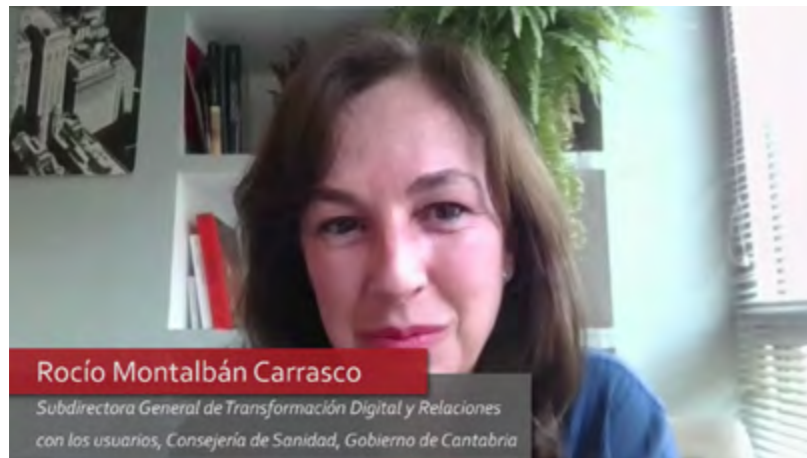 Rocío Montalbán Carrasco
Subdirectora General de Transformación Digital y Relaciones
con los usuarios, Consejería de Sanidad, Gobierno de Cantabria